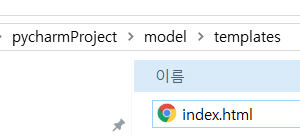 pycharmProject > model > templates
이름
index.html